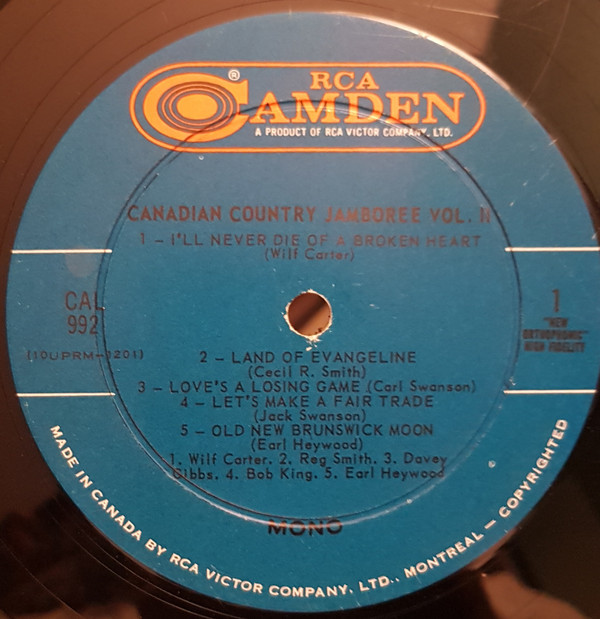 ®
RCA
CAMDEN
A PRODUCT OF RCA VICTOR COMPANY, LTD.
CANADIAN COUNTRY JAMBOREE VOL. II
1 – I'LL NEVER DIE OF A BROKEN HEART
(Wilf Carter)
CAL
992
(10UPRM-1201)
1
"NEW
ORTHOPHONIC"
HIGH FIDELITY
2 – LAND OF EVANGELINE
(Cecil R. Smith)
3 – LOVE'S A LOSING GAME (Carl Swanson)
4 – LET'S MAKE A FAIR TRADE
(Jack Swanson)
5 – OLD NEW BRUNSWICK MOON
(Earl Heywood)
1. Wilf Carter. 2. Reg Smith. 3. Davey
Gibbs. 4. Bob King. 5. Earl Heywood
MONO
MADE IN CANADA BY RCA VICTOR COMPANY, LTD., MONTREAL – COPYRIGHTED